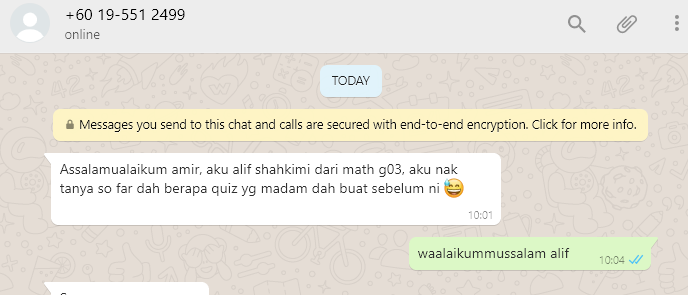 +60 19-551 2499
online
TODAY
Messages you send to this chat and calls are secured with end-to-end encryption. Click for more info.
Assalamualaikum amir, aku alif shahkimi dari math g03, aku nak
tanya so far dah berapa quiz yg madam dah buat sebelum ni 😅
10:01
waalaikummussalam alif
10:04